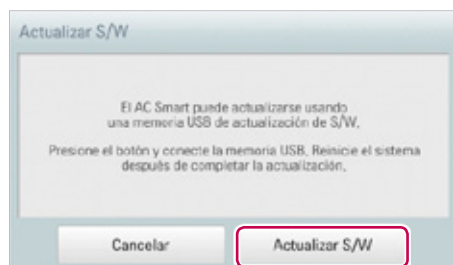 Actualizar S/W
El AC Smart puede actualizarse usando
una memoria USB de actualización de S/W.
Presione el botón y conecte la memoria USB. Reinicie el sistema
después de completar la actualización.
Cancelar
Actualizar S/W